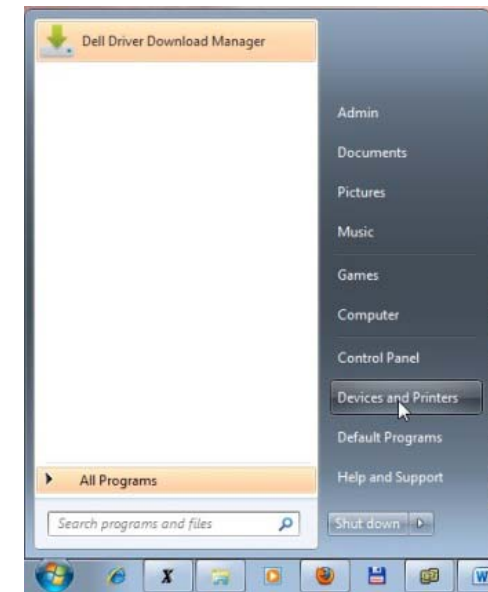 Dell Driver Download Manager
Admin
Documents
Pictures
Music
Games
Computer
Control Panel
Devices and Printers
Default Programs
Help and Support
All Programs
Search programs and files
Shut down
X
W